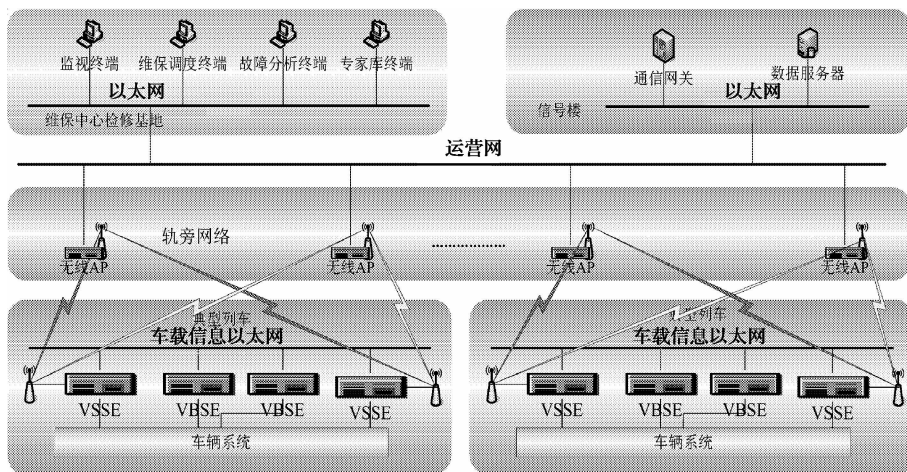 监视终端 维保调度终端 故障分析终端 专家库终端
以太网
维保中心检修基地
通信网关 数据服务器
以太网
信号楼
运营网
轨旁网络
无线AP 无线AP 无线AP 无线AP
典型列车
车载信息以太网
VSSE VBSE VBSE VSSE
车辆系统
型列车
车载信息以太网
VSSE VBSE VBSE VSSE
车辆系统